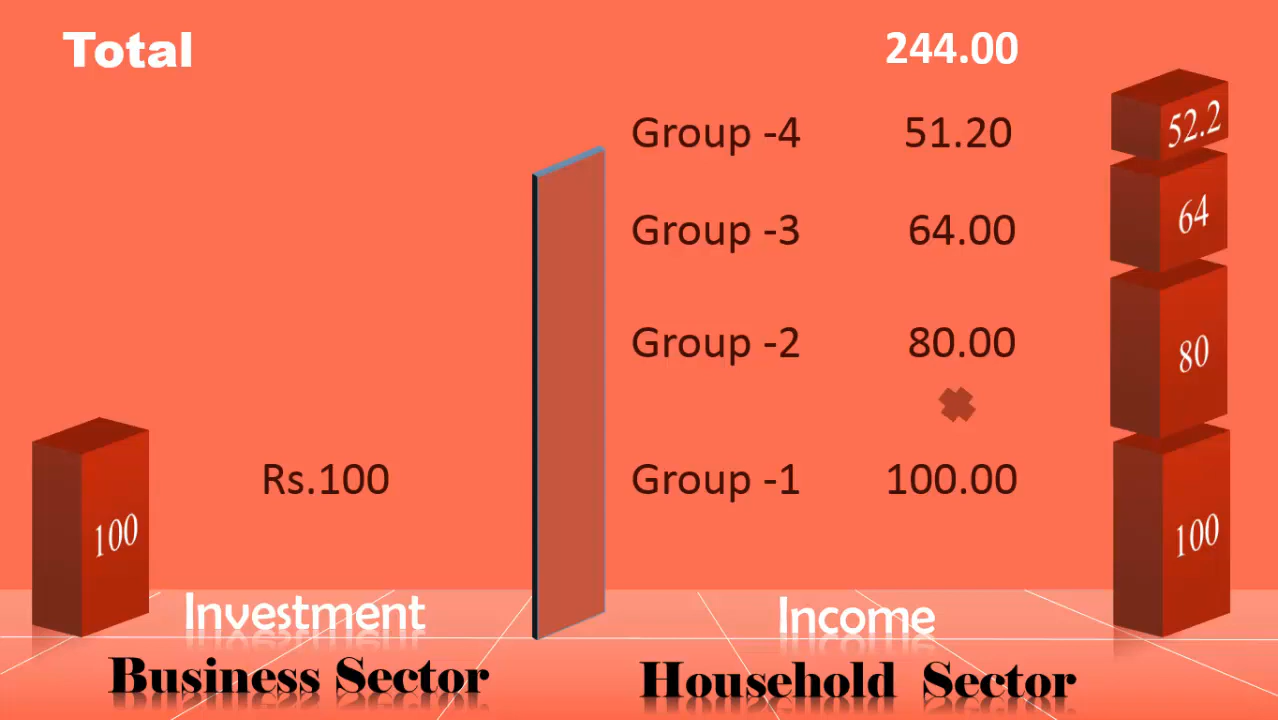 Total 244.00
Group -4 51.20 52.2
Group -3 64.00 64
Group -2 80.00 80
Rs.100 Group -1 100.00
100 100
Investment Income
Business Sector Household Sector